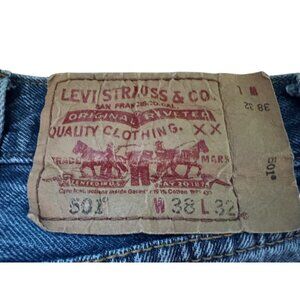 LEVI STRAUSS & CO.
SAN FRANCISCO, CAL.
ORIGINAL RIVETED
QUALITY CLOTHING. XX
TRADE MARK
501® W 38 L 32
W L
38 32
501®